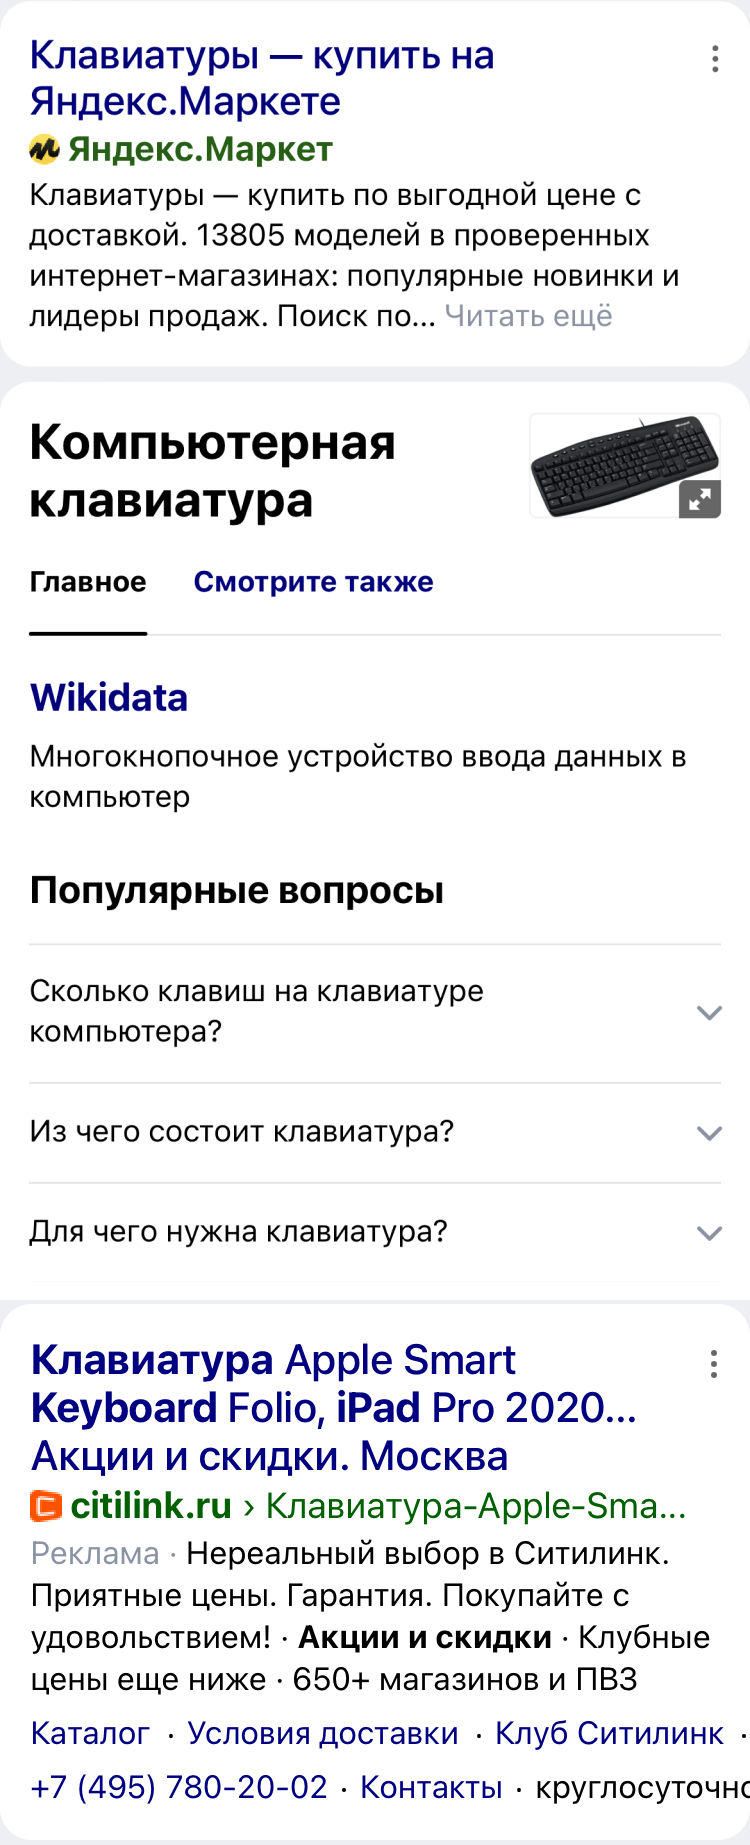 Клавиатуры — купить на
Яндекс.Маркете
Яндекс.Маркет
Клавиатуры — купить по выгодной цене с
доставкой. 13805 моделей в проверенных
интернет-магазинах: популярные новинки и
лидеры продаж. Поиск по... Читать ещё
Компьютерная
клавиатура
Главное Смотрите также
Wikidata
Многокнопочное устройство ввода данных в
компьютер
Популярные вопросы
Сколько клавиш на клавиатуре
компьютера?
Из чего состоит клавиатура?
Для чего нужна клавиатура?
Клавиатура Apple Smart
Keyboard Folio, iPad Pro 2020...
Акции и скидки. Москва
citilink.ru › Клавиатура-Apple-Sma...
Реклама · Нереальный выбор в Ситилинк.
Приятные цены. Гарантия. Покупайте с
удовольствием! · Акции и скидки · Клубные
цены еще ниже · 650+ магазинов и ПВЗ
Каталог · Условия доставки · Клуб Ситилинк ·
+7 (495) 780-20-02 · Контакты · круглосуточно